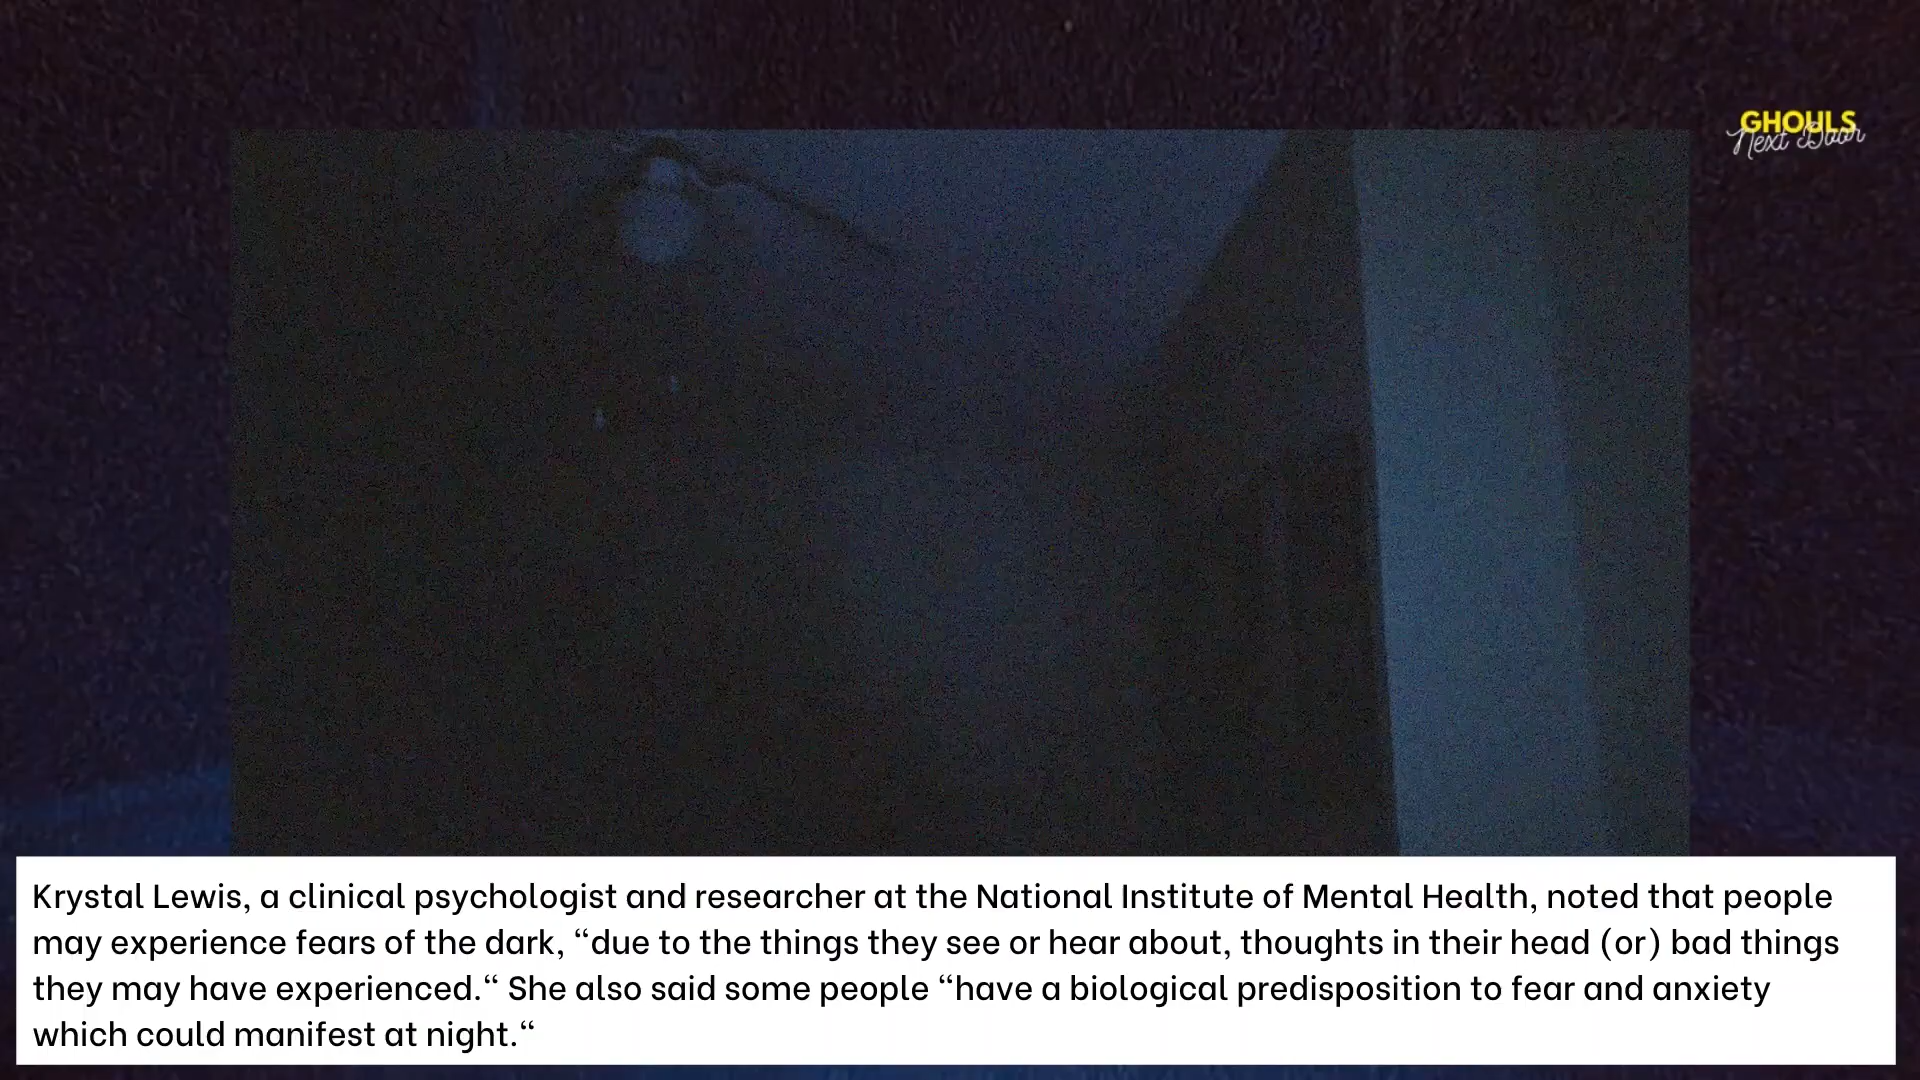 GHOULS
Next Door
Krystal Lewis, a clinical psychologist and researcher at the National Institute of Mental Health, noted that people
may experience fears of the dark, “due to the things they see or hear about, thoughts in their head (or) bad things
they may have experienced.“ She also said some people “have a biological predisposition to fear and anxiety
which could manifest at night.“